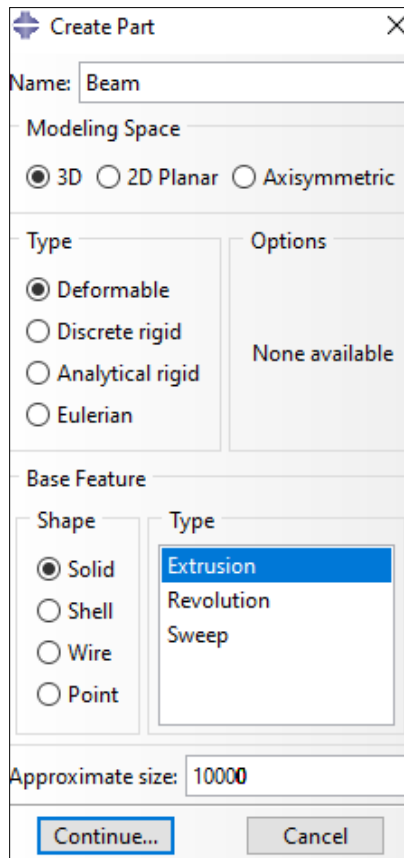 Create Part
Name: Beam
Modeling Space
3D 2D Planar Axisymmetric
Type
Options
Deformable
Discrete rigid
Analytical rigid
Eulerian
None available
Base Feature
Shape
Type
Solid
Shell
Wire
Point
Extrusion
Revolution
Sweep
Approximate size: 10000
Continue... Cancel